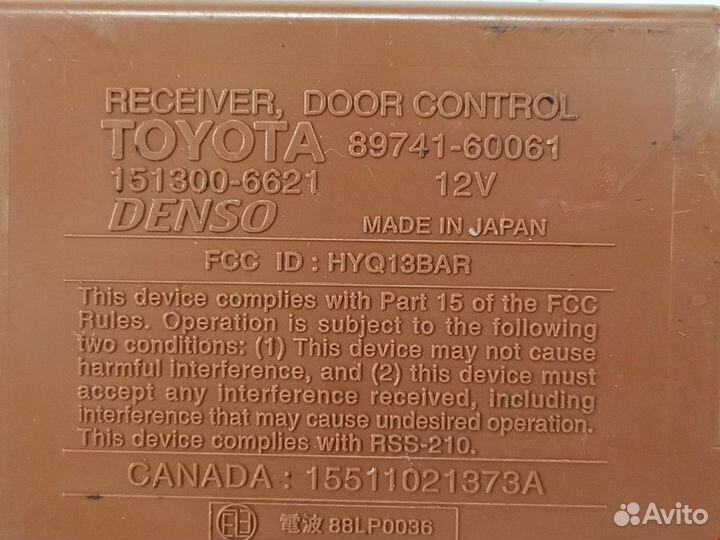 RECEIVER, DOOR CONTROL
TOYOTA 89741-60061
151300-6621 12V
DENSO MADE IN JAPAN
FCC ID : HYQ13BAR
This device complies with Part 15 of the FCC
Rules. Operation is subject to the following
two conditions: (1) This device may not cause
harmful interference, and (2) this device must
accept any interference received, including
interference that may cause undesired operation.
This device complies with RSS-210.
CANADA : 15511021373A
電波 88LP0036
Avito